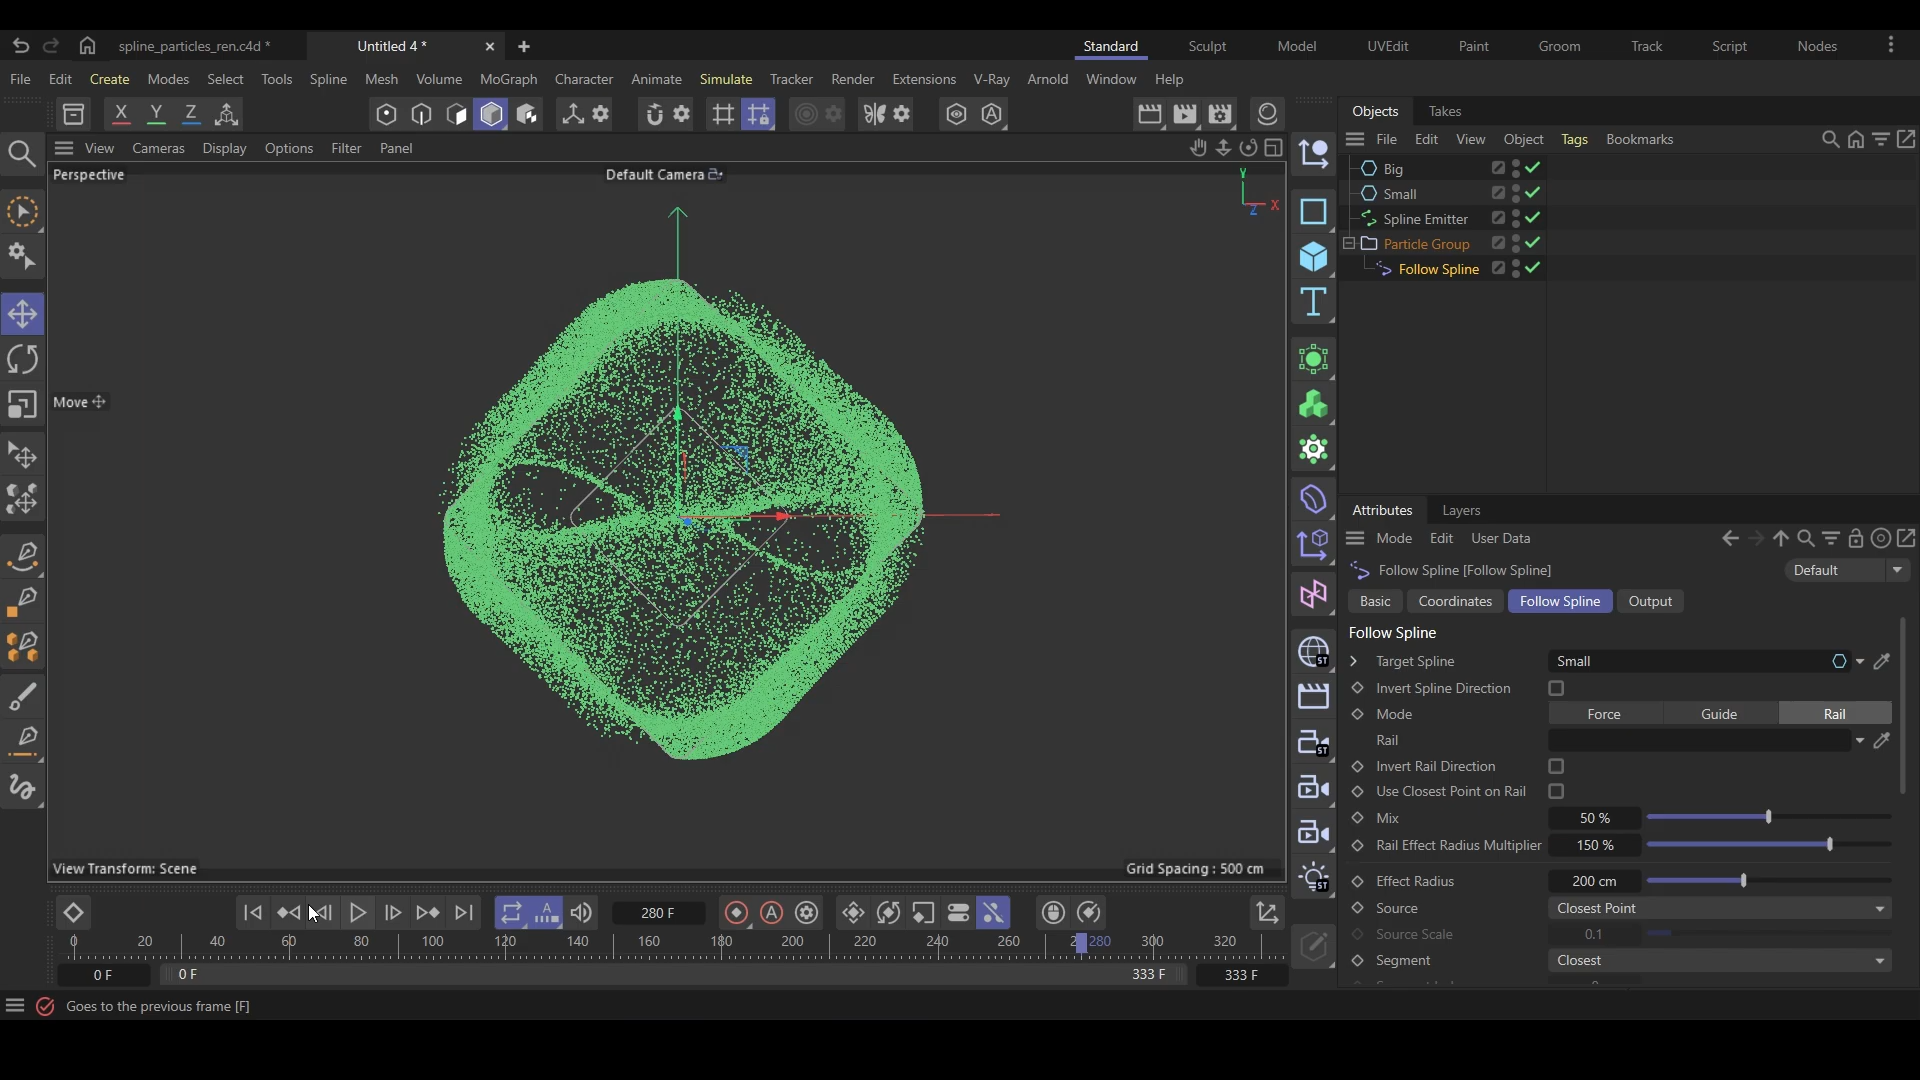 spline_particles_ren.c4d *
Untitled 4 *
Standard
Sculpt
Model
UVEdit
Paint
Groom
Track
Script
Nodes
File
Edit
Create
Modes
Select
Tools
Spline
Mesh
Volume
MoGraph
Character
Animate
Simulate
Tracker
Render
Extensions
V-Ray
Arnold
Window
Help
X
Y
Z
Objects
Takes
File
Edit
View
Object
Tags
Bookmarks
View
Cameras
Display
Options
Filter
Panel
Perspective
Default Camera
Y
X
Z
Big
Small
Spline Emitter
Particle Group
Follow Spline
Move
View Transform: Scene
Grid Spacing : 500 cm
Attributes
Layers
Mode
Edit
User Data
Follow Spline [Follow Spline]
Default
Basic
Coordinates
Follow Spline
Output
Follow Spline
Target Spline
Small
Invert Spline Direction
Mode
Force
Guide
Rail
Rail
Invert Rail Direction
Use Closest Point on Rail
Mix
50 %
Rail Effect Radius Multiplier
150 %
Effect Radius
200 cm
Source
Closest Point
Source Scale
0.1
Segment
Closest
ST
ST
ST
A
A
280 F
0 20 40 60 80 100 120 140 160 180 200 220 240 260 280 300 320
0 F
0 F
333 F
333 F
Goes to the previous frame [F]